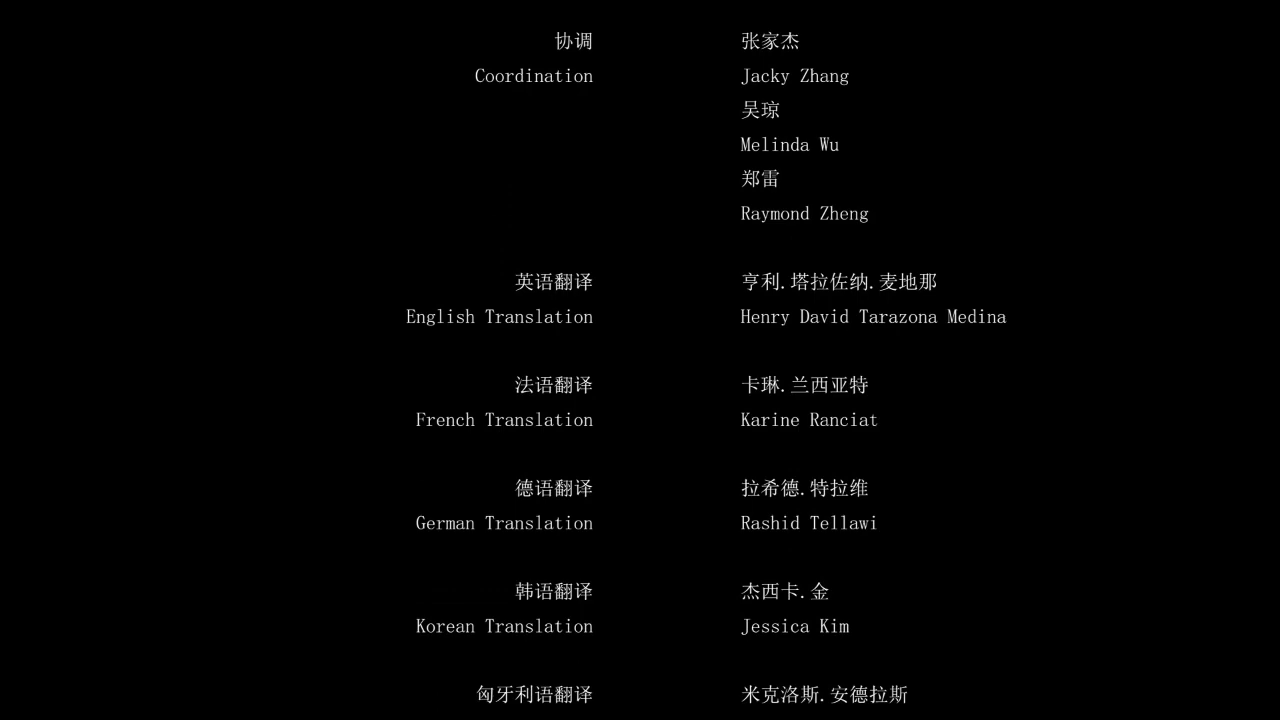 协调 张家杰
Coordination Jacky Zhang
吴琼
Melinda Wu
郑雷
Raymond Zheng
英语翻译 亨利.塔拉佐纳.麦地那
English Translation Henry David Tarazona Medina
法语翻译 卡琳.兰西亚特
French Translation Karine Ranciat
德语翻译 拉希德.特拉维
German Translation Rashid Tellawi
韩语翻译 杰西卡.金
Korean Translation Jessica Kim
匈牙利语翻译 米克洛斯.安德拉斯